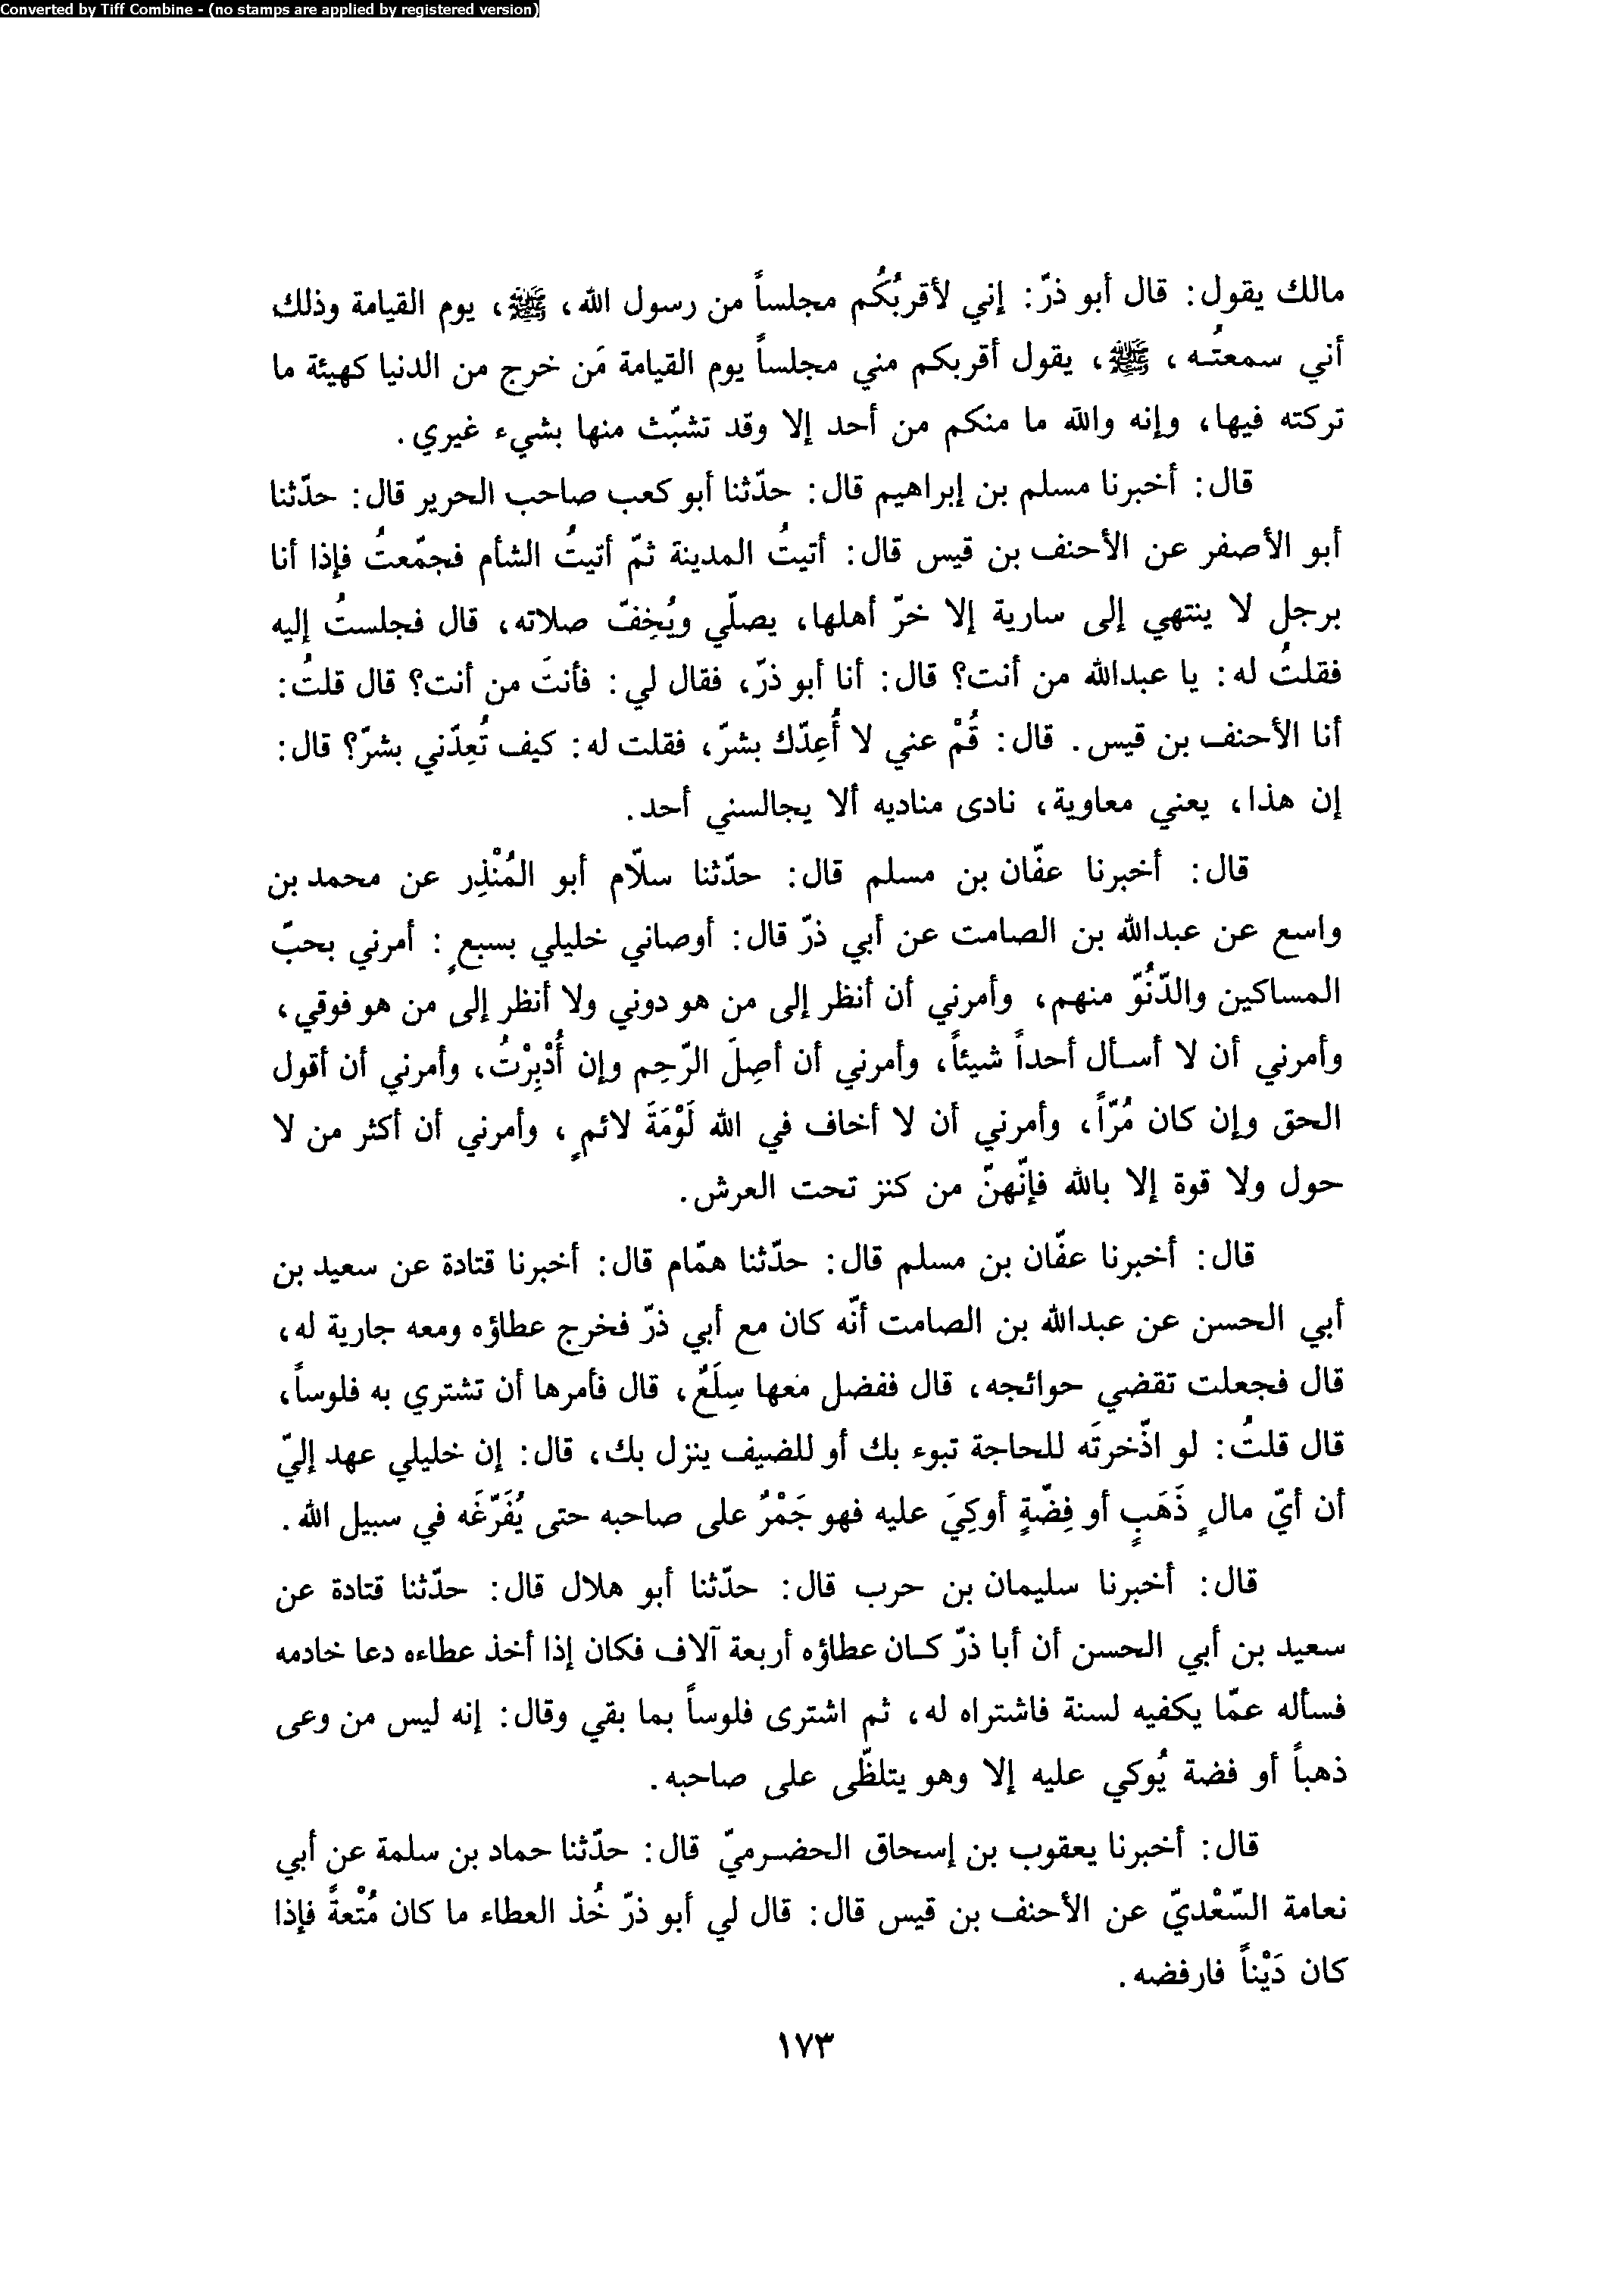 Converted by Tiff Combine - (no stamps are applied by registered version)
مالك يقول: قال أبو ذرّ: إني لأقربُكُم مجلساً من رسول الله، ﷺ، يوم القيامة وذلك
أني سمعتُـه، ﷺ، يقول أقربكم مني مجلساً يوم القيامة مَن خرج من الدنيا كهيئة ما
تركته فيها، وإنه والله ما منكم من أحد إلا وقد تشبّث منها بشيء غيري.
قال: أخبرنا مسلم بن إبراهيم قال: حدّثنا أبو كعب صاحب الحرير قال: حدّثنا
أبو الأصفر عن الأحنف بن قيس قال: أتيتُ المدينة ثمّ أتيتُ الشأم فجمّعتُ فإذا أنا
برجل لا ينتهي إلى سارية إلا خرّ أهلها، يصلّي ويُخِفّ صلاته، قال فجلستُ إليه
فقلتُ له: يا عبدالله من أنت؟ قال: أنا أبو ذرّ، فقال لي: فأنتَ من أنت؟ قال قلتُ:
أنا الأحنف بن قيس. قال: قُمْ عني لا أُعِدّك بشرّ، فقلت له: كيف تُعِدّني بشرّ؟ قال:
إن هذا، يعني معاوية، نادى مناديه ألا يجالسني أحد.
قال: أخبرنا عفّان بن مسلم قال: حدّثنا سلّام أبو المُنْذِر عن محمد بن
واسع عن عبدالله بن الصامت عن أبي ذرّ قال: أوصاني خليلي بسبعٍ: أمرني بحبّ
المساكين والدّنُوّ منهم، وأمرني أن أنظر إلى من هو دوني ولا أنظر إلى من هو فوقي،
وأمرني أن لا أسـأل أحداً شيئاً، وأمرني أن أصِلَ الرّحِم وإن أُدْبِرْتُ، وأمرني أن أقول
الحق وإن كان مُرّاً، وأمرني أن لا أخاف في الله لَوْمَةَ لائمٍ، وأمرني أن أكثر من لا
حول ولا قوة إلا بالله فإنّهنّ من كنز تحت العرش.
قال: أخبرنا عفّان بن مسلم قال: حدّثنا همّام قال: أخبرنا قتادة عن سعيد بن
أبي الحسن عن عبدالله بن الصامت أنّه كان مع أبي ذرّ فخرج عطاؤه ومعه جارية له،
قال فجعلت تقضي حوائجه، قال ففضل معها سِلَعٌ، قال فأمرها أن تشتري به فلوساً،
قال قلتُ: لو ادّخرتَه للحاجة تبوء بك أو للضيف ينزل بك، قال: إن خليلي عهد إليّ
أن أيّ مالٍ ذَهَبٍ أو فِضّةٍ أوكِيَ عليه فهو جَمْرٌ على صاحبه حتى يُفَرّغَه في سبيل الله.
قال: أخبرنا سليمان بن حرب قال: حدّثنا أبو هلال قال: حدّثنا قتادة عن
سعيد بن أبي الحسن أن أبا ذرّ كـان عطاؤه أربعة آلاف فكان إذا أخذ عطاءه دعا خادمه
فسأله عمّا يكفيه لسنة فاشتراه له، ثم اشترى فلوساً بما بقي وقال: إنه ليس من وعى
ذهباً أو فضة يُوكي عليه إلا وهو يتلظّى على صاحبه.
قال: أخبرنا يعقوب بن إسحاق الحضـرميّ قال: حدّثنا حماد بن سلمة عن أبي
نعامة السّعْديّ عن الأحنف بن قيس قال: قال لي أبو ذرّ خُذ العطاء ما كان مُتْعةً فإذا
كان دَيْناً فارفضه.
١٧٣